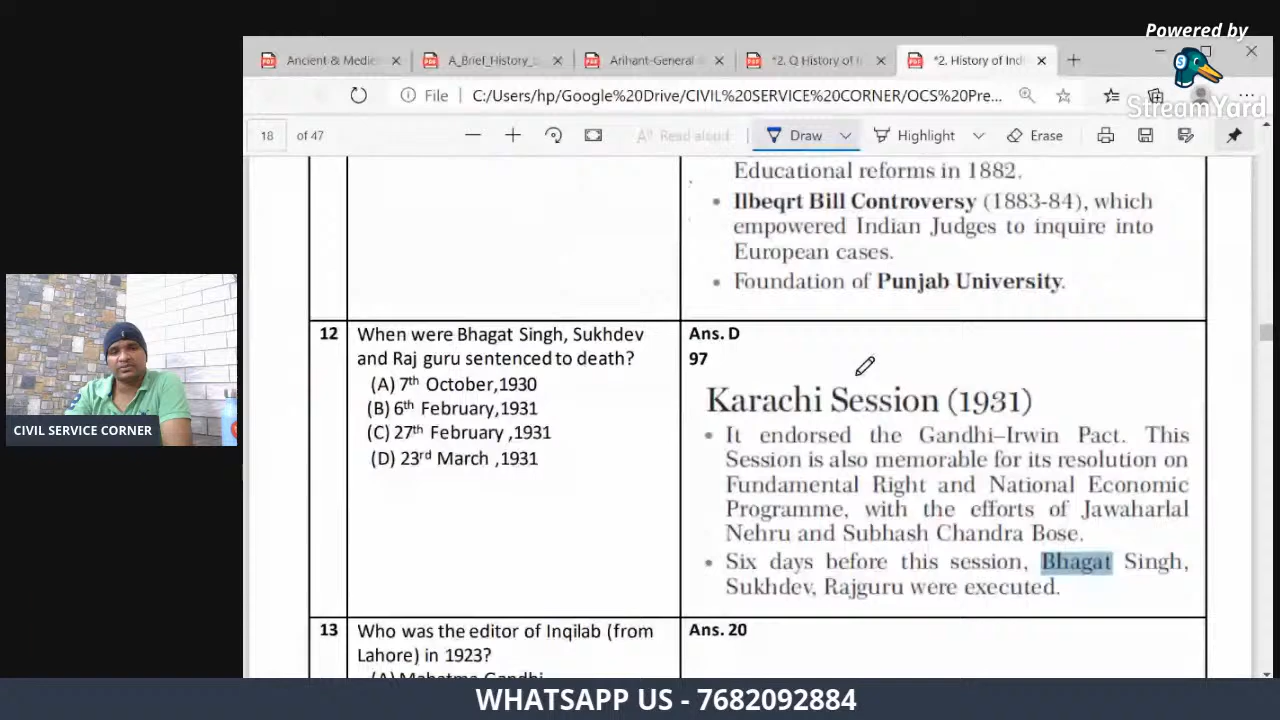 Powered by
StreamYard
Ancient & Medie
A_Brief_History_
Arihant-General
*2. Q History of I
*2. History of Ind
File C:/Users/hp/Google%20Drive/CIVIL%20SERVICE%20CORNER/OCS%20Pre...
18 of 47
Read aloud
Draw
Highlight
Erase
Educational reforms in 1882.
• Ilbeqrt Bill Controversy (1883-84), which
empowered Indian Judges to inquire into
European cases.
• Foundation of Punjab University.
12
When were Bhagat Singh, Sukhdev
and Raj guru sentenced to death?
(A) 7th October,1930
(B) 6th February,1931
(C) 27th February ,1931
(D) 23rd March ,1931
Ans. D
97
Karachi Session (1931)
• It endorsed the Gandhi–Irwin Pact. This
Session is also memorable for its resolution on
Fundamental Right and National Economic
Programme, with the efforts of Jawaharlal
Nehru and Subhash Chandra Bose.
• Six days before this session, Bhagat Singh,
Sukhdev, Rajguru were executed.
13
Who was the editor of Inqilab (from
Lahore) in 1923?
(A) Mahatma Gandhi
Ans. 20
CIVIL SERVICE CORNER
WHATSAPP US - 7682092884